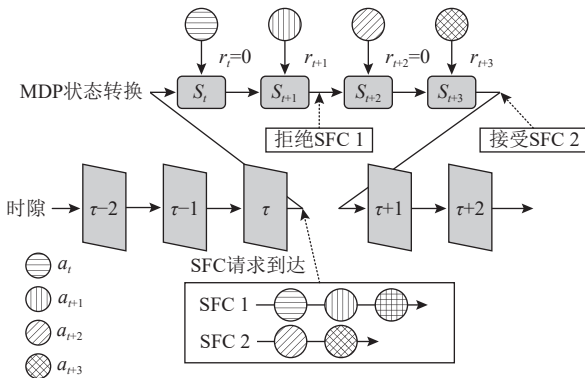 r_t=0
r_{t+1}
r_{t+2}=0
r_{t+3}
MDP状态转换
S_t
S_{t+1}
S_{t+2}
S_{t+3}
拒绝SFC 1
接受SFC 2
时隙
τ−2
τ−1
τ
τ+1
τ+2
SFC请求到达
a_t
a_{t+1}
a_{t+2}
a_{t+3}
SFC 1
SFC 2